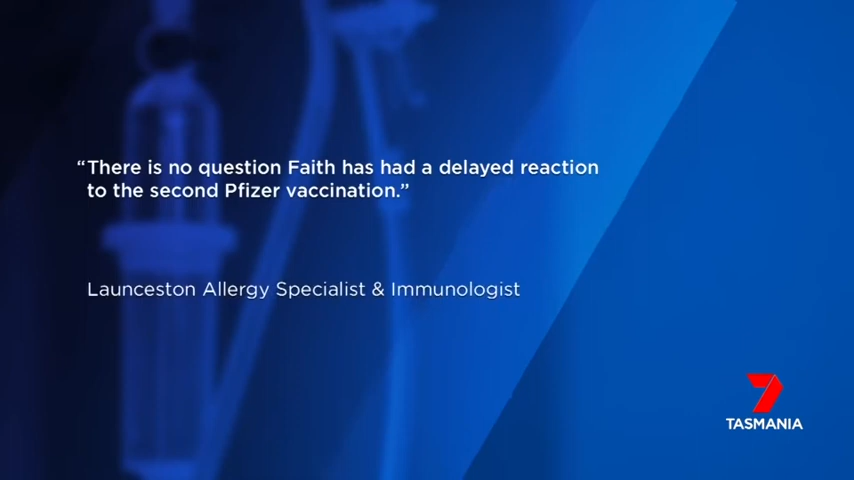 “There is no question Faith has had a delayed reaction
to the second Pfizer vaccination.”
Launceston Allergy Specialist & Immunologist
7
TASMANIA